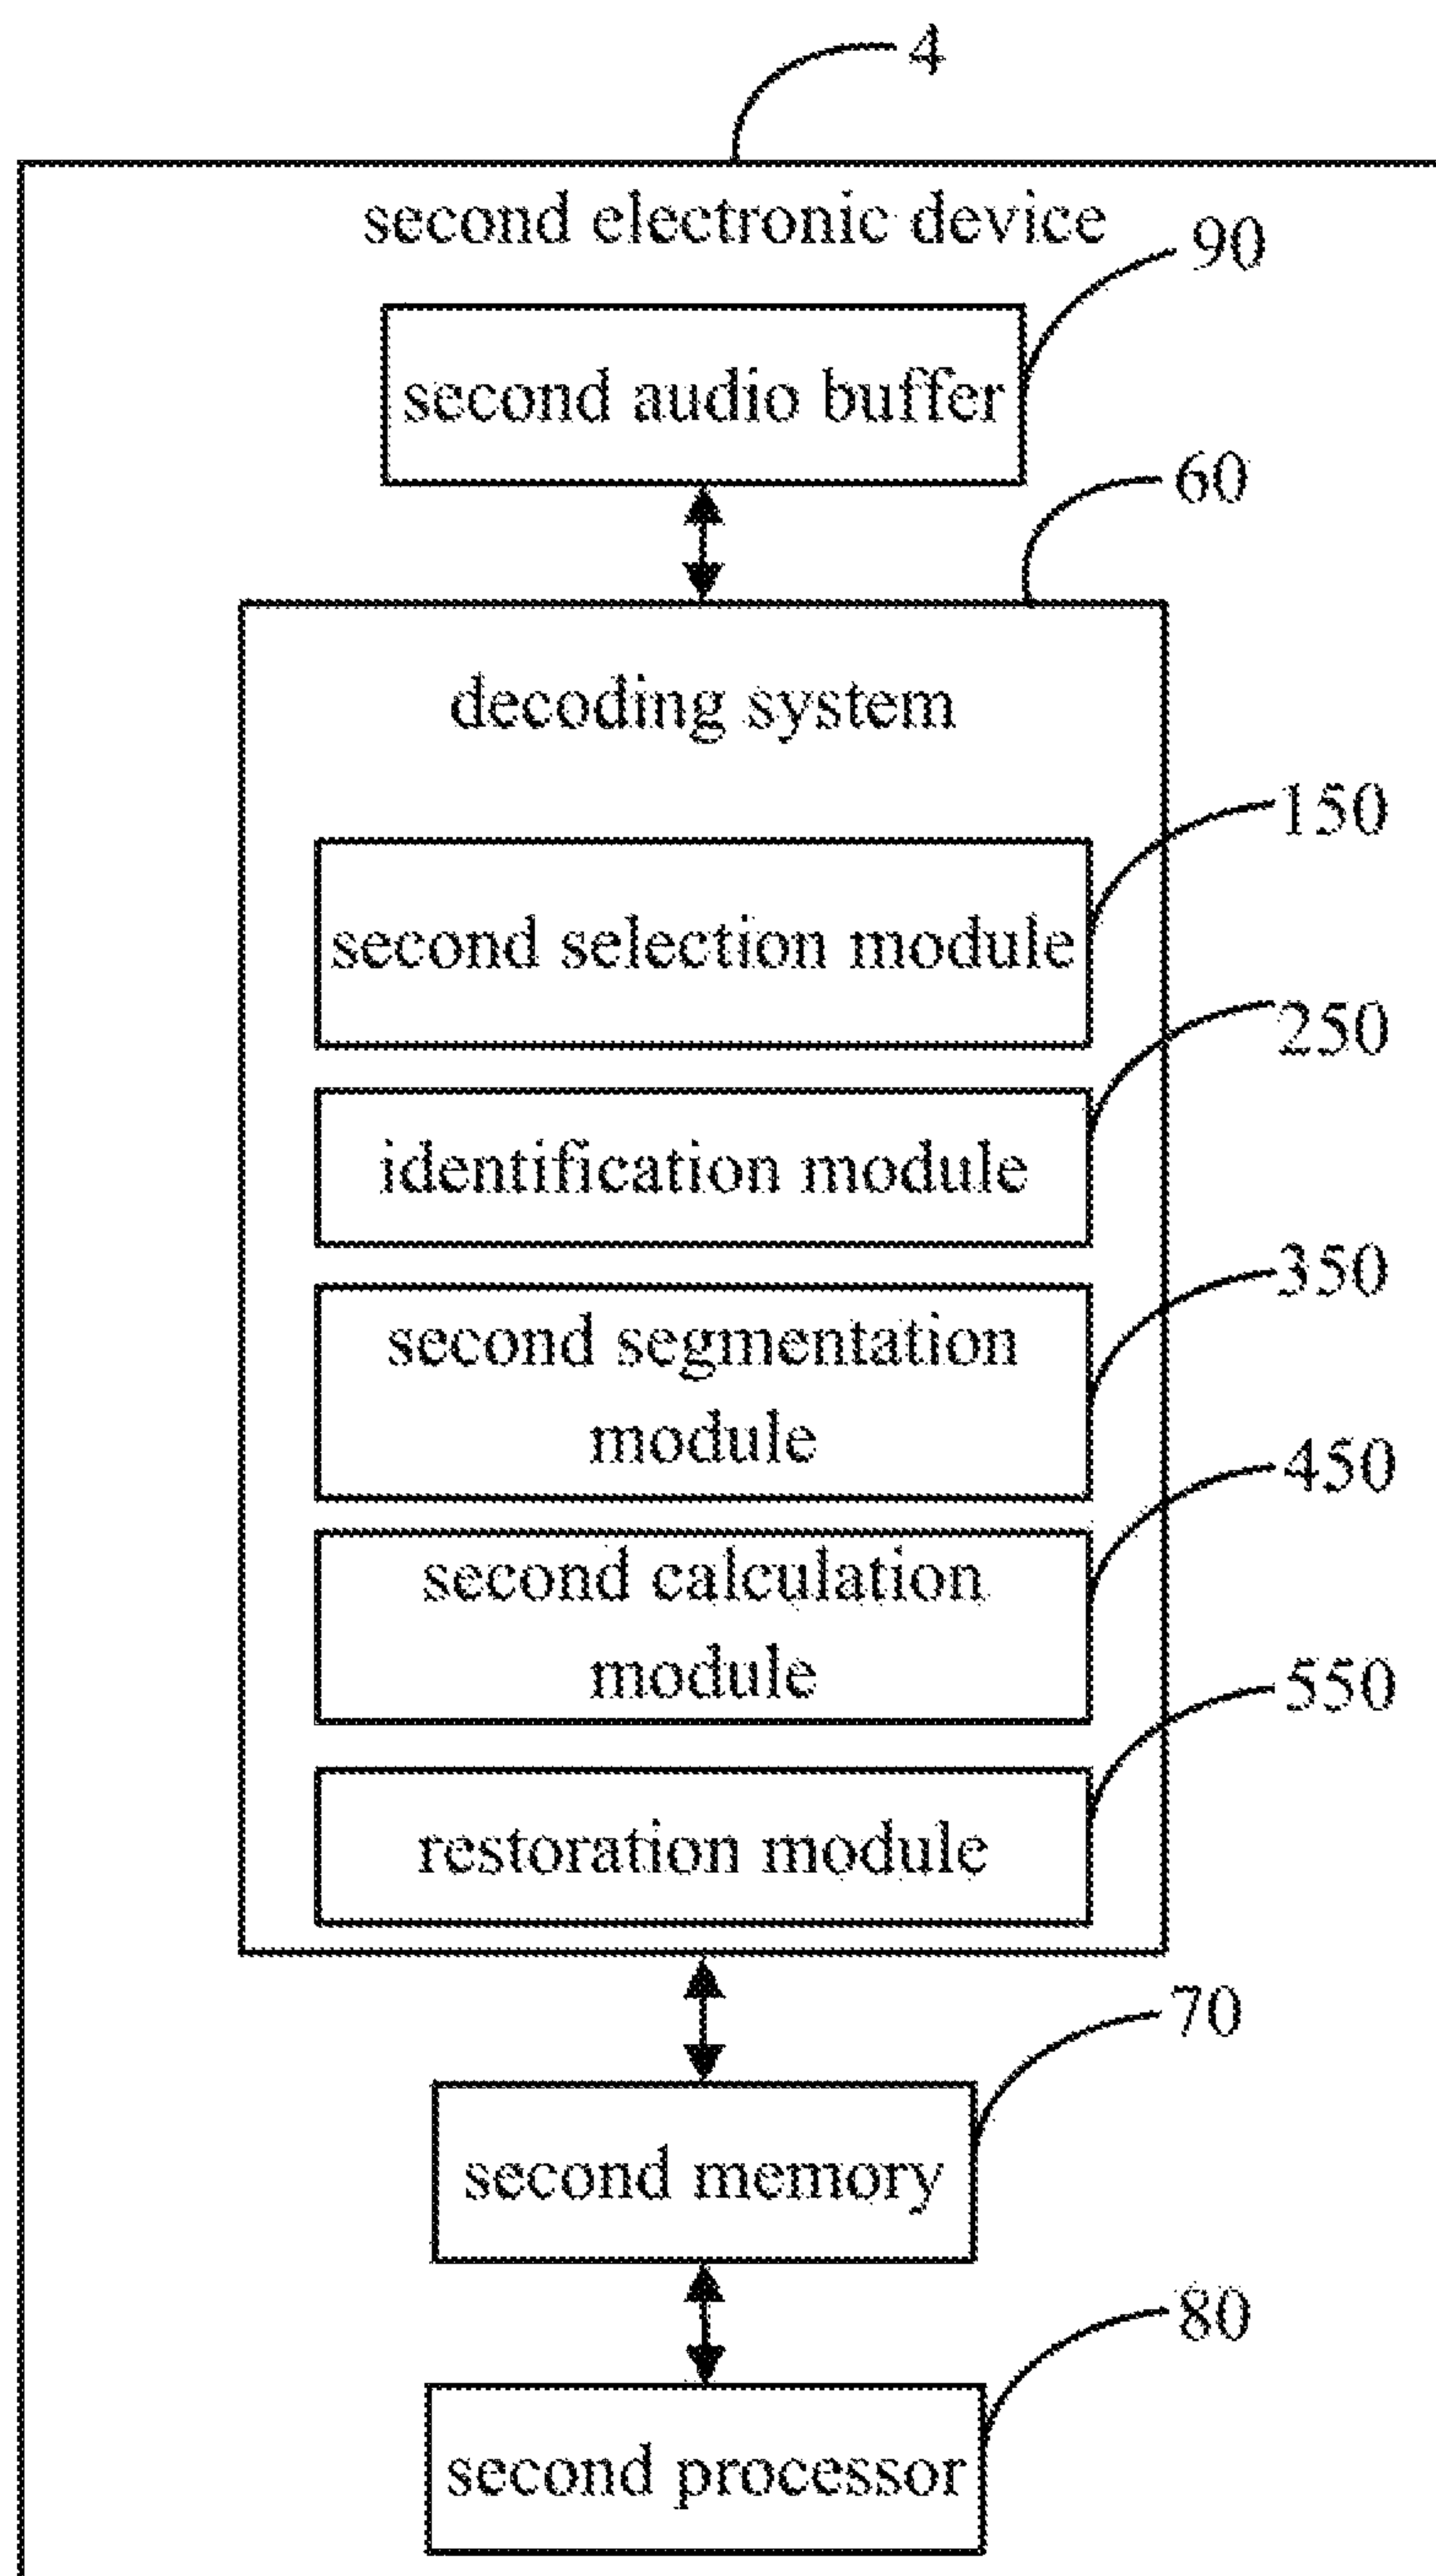 4
second electronic device
90
second audio buffer
60
decoding system
150
second selection module
250
identification module
350
second segmentation
module
450
second calculation
module
550
restoration module
70
second memory
80
second processor